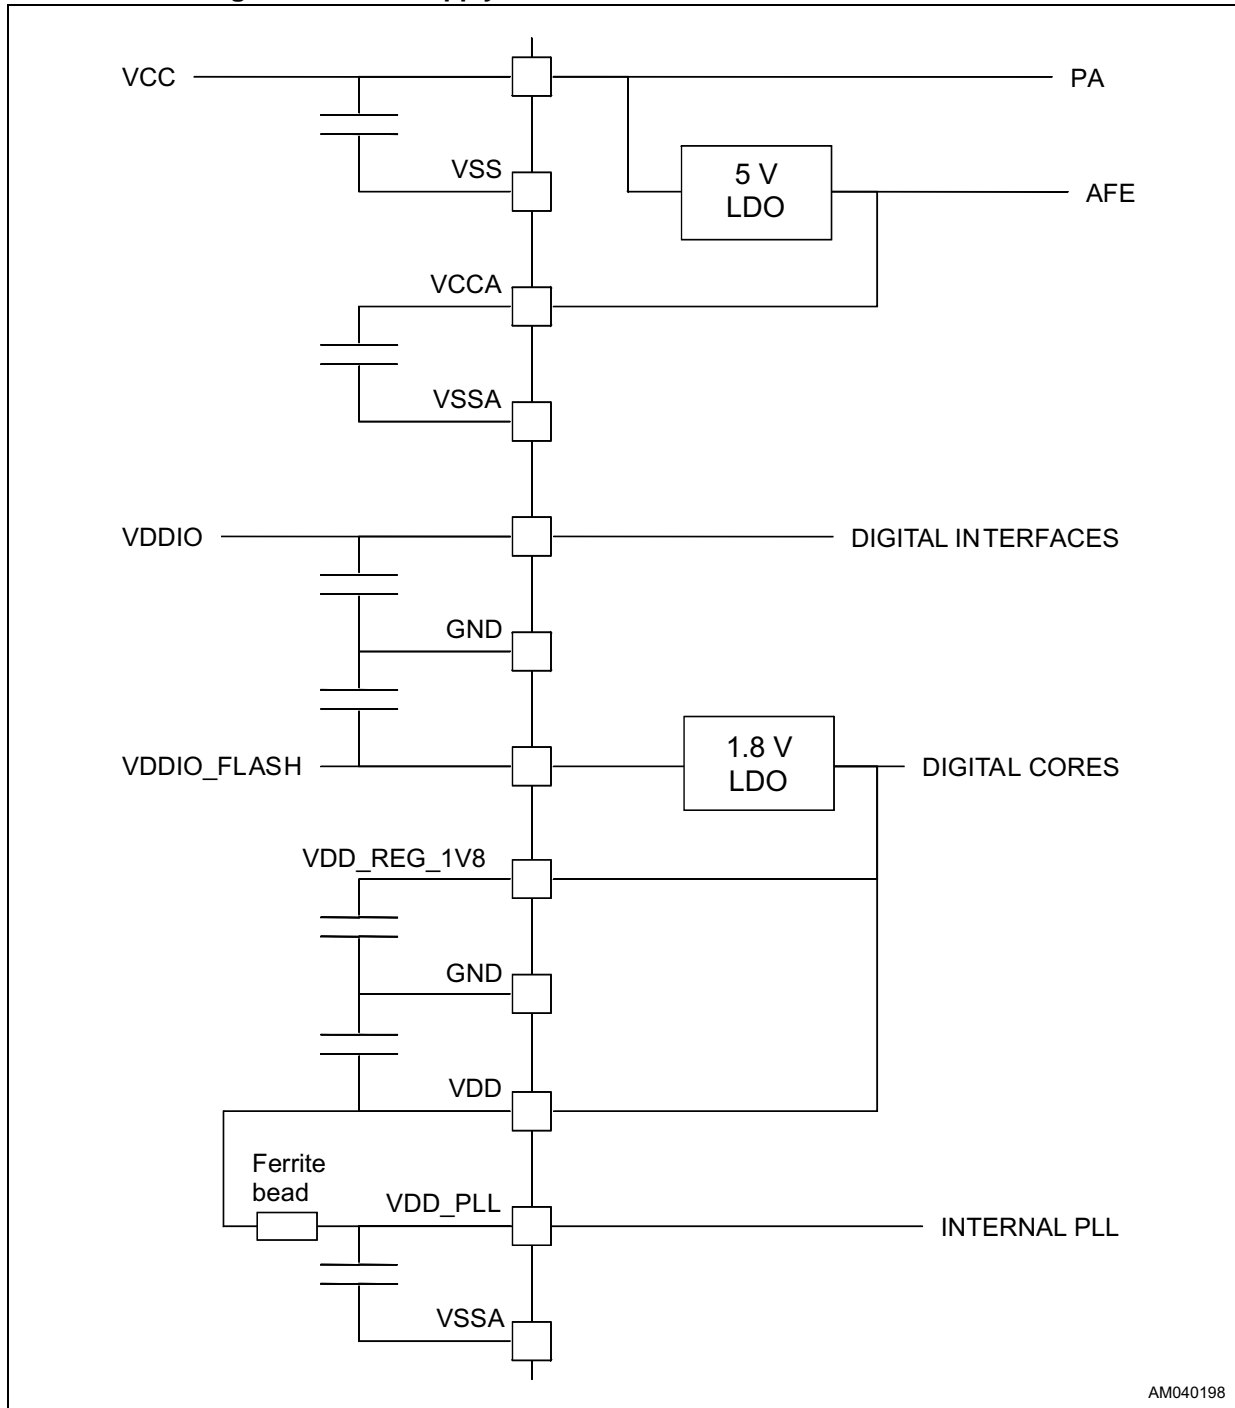 VCC
PA
VSS
5 V
LDO
AFE
VCCA
VSSA
VDDIO
DIGITAL INTERFACES
GND
VDDIO_FLASH
1.8 V
LDO
DIGITAL CORES
VDD_REG_1V8
GND
VDD
Ferrite
bead
VDD_PLL
INTERNAL PLL
VSSA
AM040198